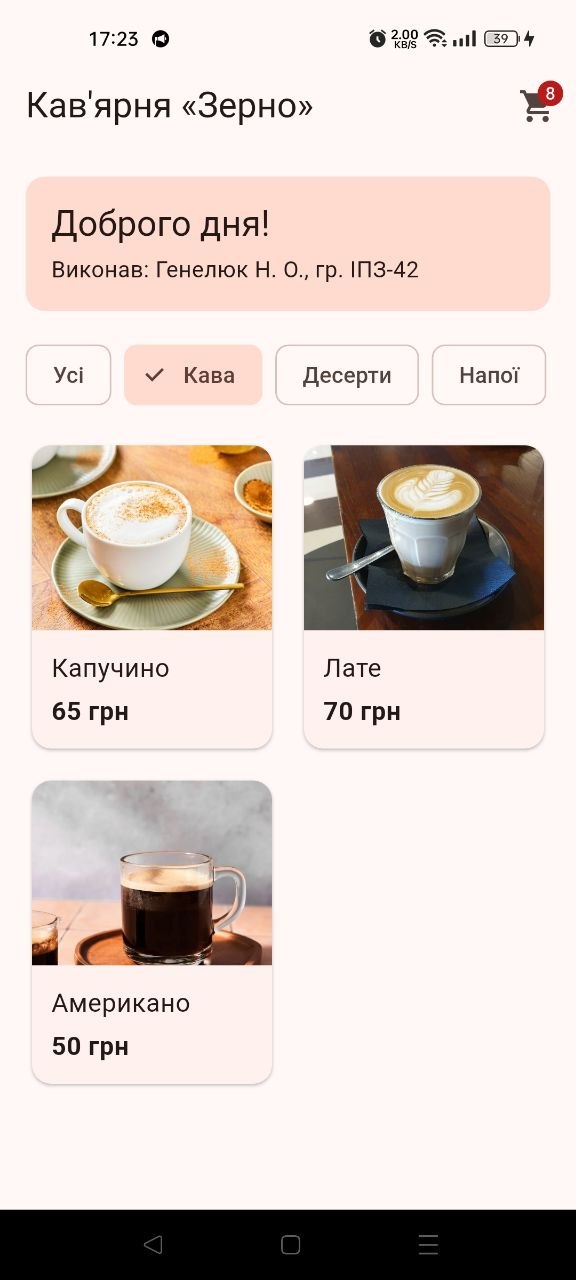 17:23
2.00
KB/S
39
Кав'ярня «Зерно»
8
Доброго дня!
Виконав: Генелюк Н. О., гр. ІПЗ-42
Усі
Кава
Десерти
Напої
Капучино
65 грн
Лате
70 грн
Американо
50 грн